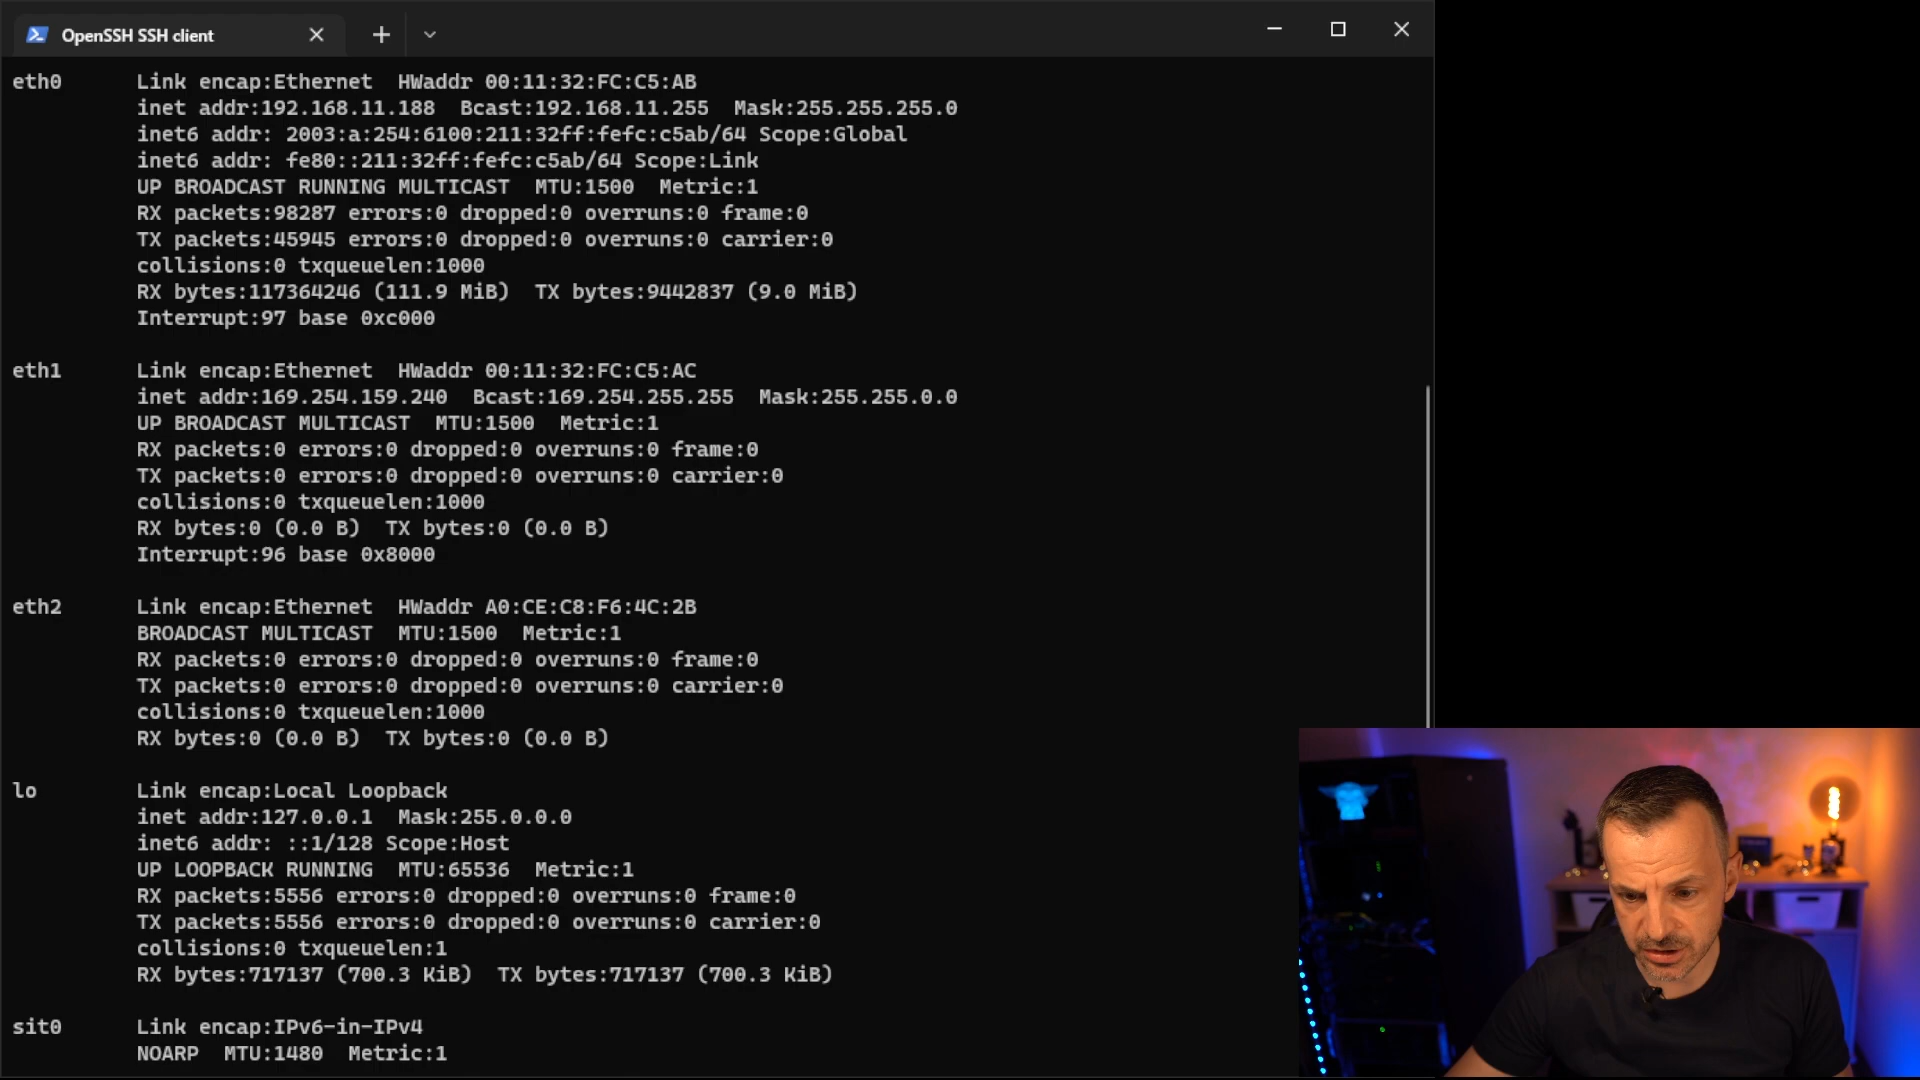 OpenSSH SSH client
eth0 Link encap:Ethernet HWaddr 00:11:32:FC:C5:AB
inet addr:192.168.11.188 Bcast:192.168.11.255 Mask:255.255.255.0
inet6 addr: 2003:a:254:6100:211:32ff:fefc:c5ab/64 Scope:Global
inet6 addr: fe80::211:32ff:fefc:c5ab/64 Scope:Link
UP BROADCAST RUNNING MULTICAST MTU:1500 Metric:1
RX packets:98287 errors:0 dropped:0 overruns:0 frame:0
TX packets:45945 errors:0 dropped:0 overruns:0 carrier:0
collisions:0 txqueuelen:1000
RX bytes:117364246 (111.9 MiB) TX bytes:9442837 (9.0 MiB)
Interrupt:97 base 0xc000
eth1 Link encap:Ethernet HWaddr 00:11:32:FC:C5:AC
inet addr:169.254.159.240 Bcast:169.254.255.255 Mask:255.255.0.0
UP BROADCAST MULTICAST MTU:1500 Metric:1
RX packets:0 errors:0 dropped:0 overruns:0 frame:0
TX packets:0 errors:0 dropped:0 overruns:0 carrier:0
collisions:0 txqueuelen:1000
RX bytes:0 (0.0 B) TX bytes:0 (0.0 B)
Interrupt:96 base 0x8000
eth2 Link encap:Ethernet HWaddr A0:CE:C8:F6:4C:2B
BROADCAST MULTICAST MTU:1500 Metric:1
RX packets:0 errors:0 dropped:0 overruns:0 frame:0
TX packets:0 errors:0 dropped:0 overruns:0 carrier:0
collisions:0 txqueuelen:1000
RX bytes:0 (0.0 B) TX bytes:0 (0.0 B)
lo Link encap:Local Loopback
inet addr:127.0.0.1 Mask:255.0.0.0
inet6 addr: ::1/128 Scope:Host
UP LOOPBACK RUNNING MTU:65536 Metric:1
RX packets:5556 errors:0 dropped:0 overruns:0 frame:0
TX packets:5556 errors:0 dropped:0 overruns:0 carrier:0
collisions:0 txqueuelen:1
RX bytes:717137 (700.3 KiB) TX bytes:717137 (700.3 KiB)
sit0 Link encap:IPv6-in-IPv4
NOARP MTU:1480 Metric:1